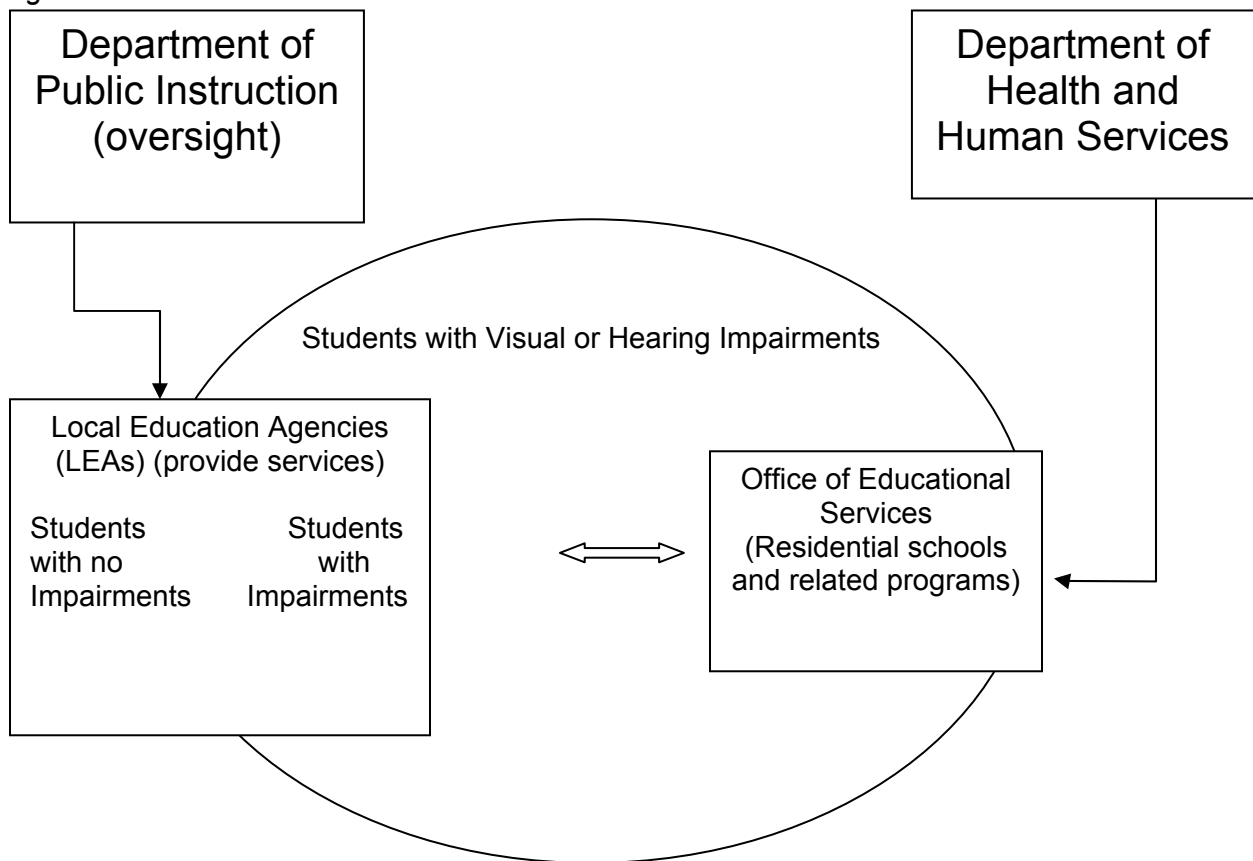 Department of
Public Instruction
(oversight)
Department of
Health and
Human Services
Students with Visual or Hearing Impairments
Local Education Agencies
(LEAs) (provide services)
Students
with no
Impairments
Students
with
Impairments
Office of Educational
Services
(Residential schools
and related programs)